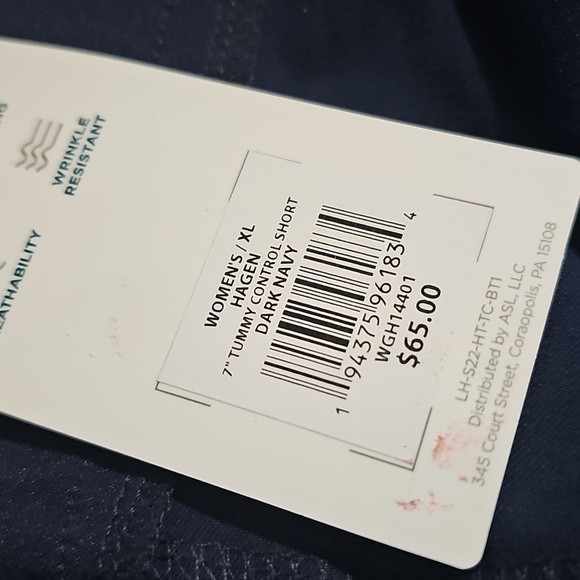 WRINKLE
RESISTANT
WOMEN'S / XL
HAGEN
7" TUMMY CONTROL SHORT
DARK NAVY
1 94375 96183 4
WGH14401
$65.00
LH-S22-HT-TC-BT1
Distributed by ASL, LLC
345 Court Street, Coraopolis, PA 15108